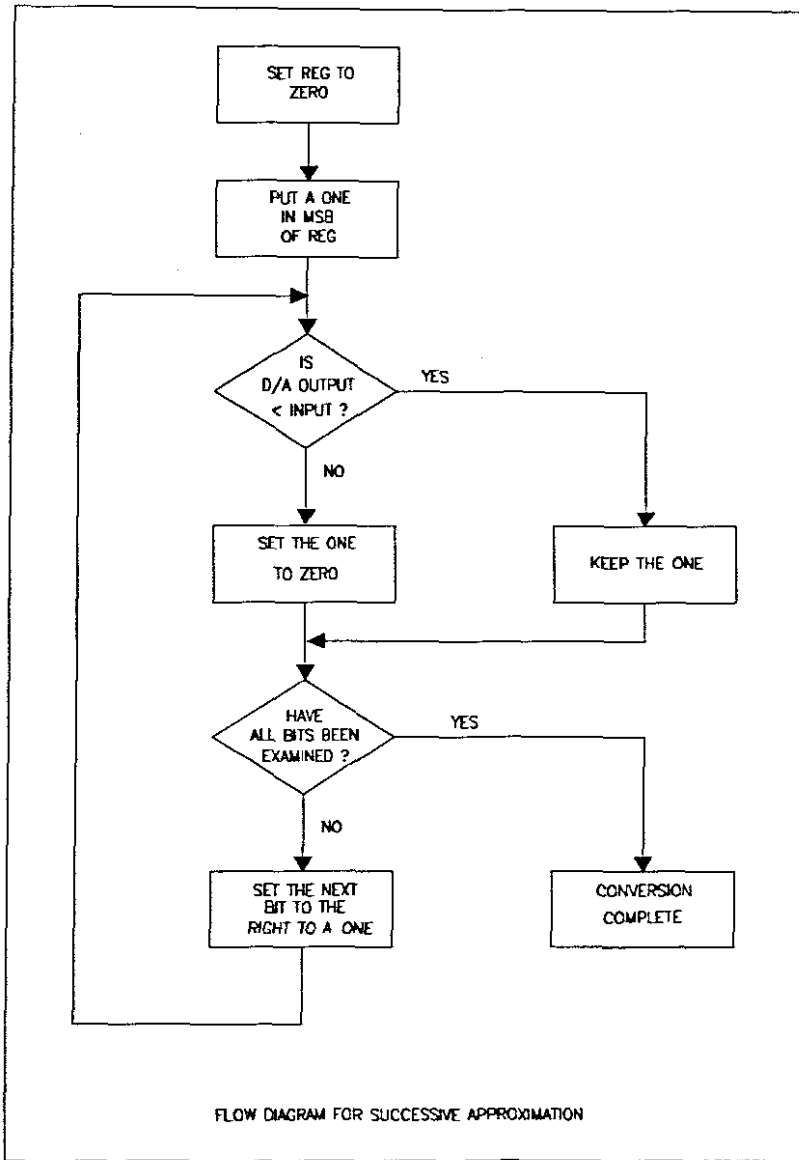 SET REG TO
ZERO
PUT A ONE
IN MSB
OF REG
IS
D/A OUTPUT
< INPUT ?
YES
NO
SET THE ONE
TO ZERO
KEEP THE ONE
HAVE
ALL BITS BEEN
EXAMINED ?
YES
NO
SET THE NEXT
BIT TO THE
RIGHT TO A ONE
CONVERSION
COMPLETE
FLOW DIAGRAM FOR SUCCESSIVE APPROXIMATION